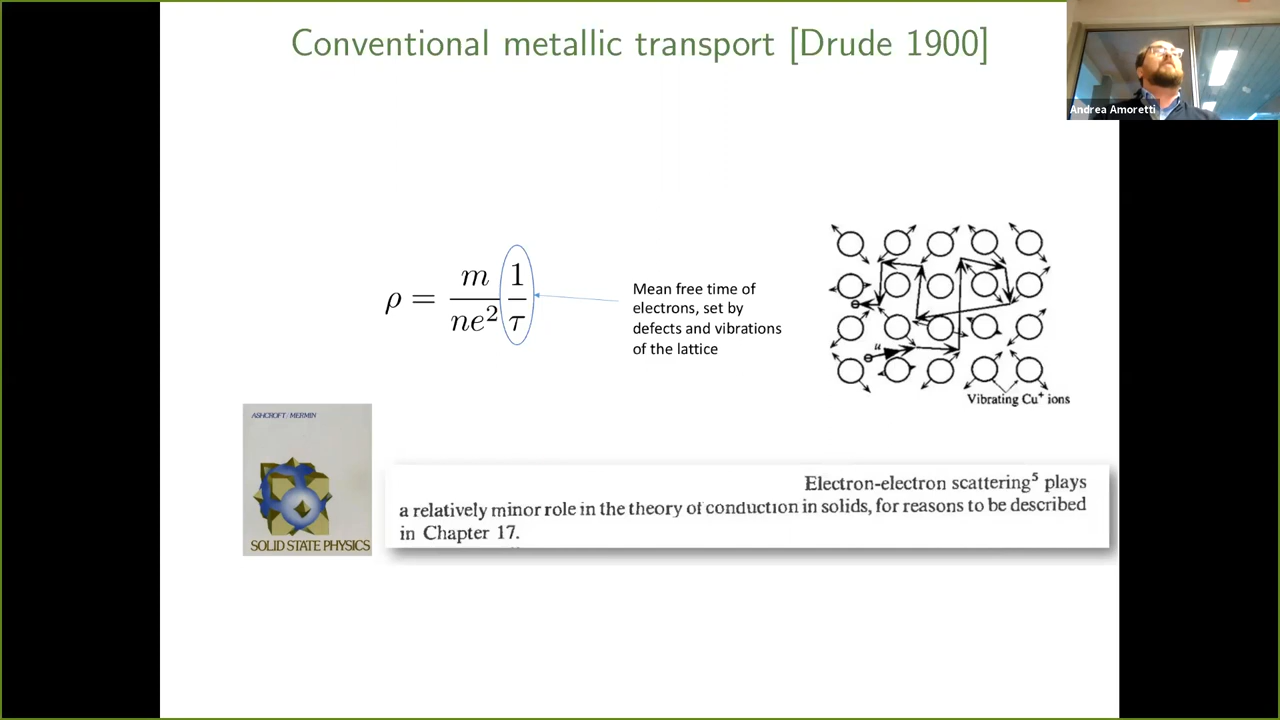 Conventional metallic transport [Drude 1900]
Andrea Amoretti
ρ = m/ne² 1/τ
Mean free time of
electrons, set by
defects and vibrations
of the lattice
u
Vibrating Cu⁺ ions
ASHCROFT/MERMIN
SOLID STATE PHYSICS
Electron-electron scattering⁵ plays
a relatively minor role in the theory of conduction in solids, for reasons to be described
in Chapter 17.